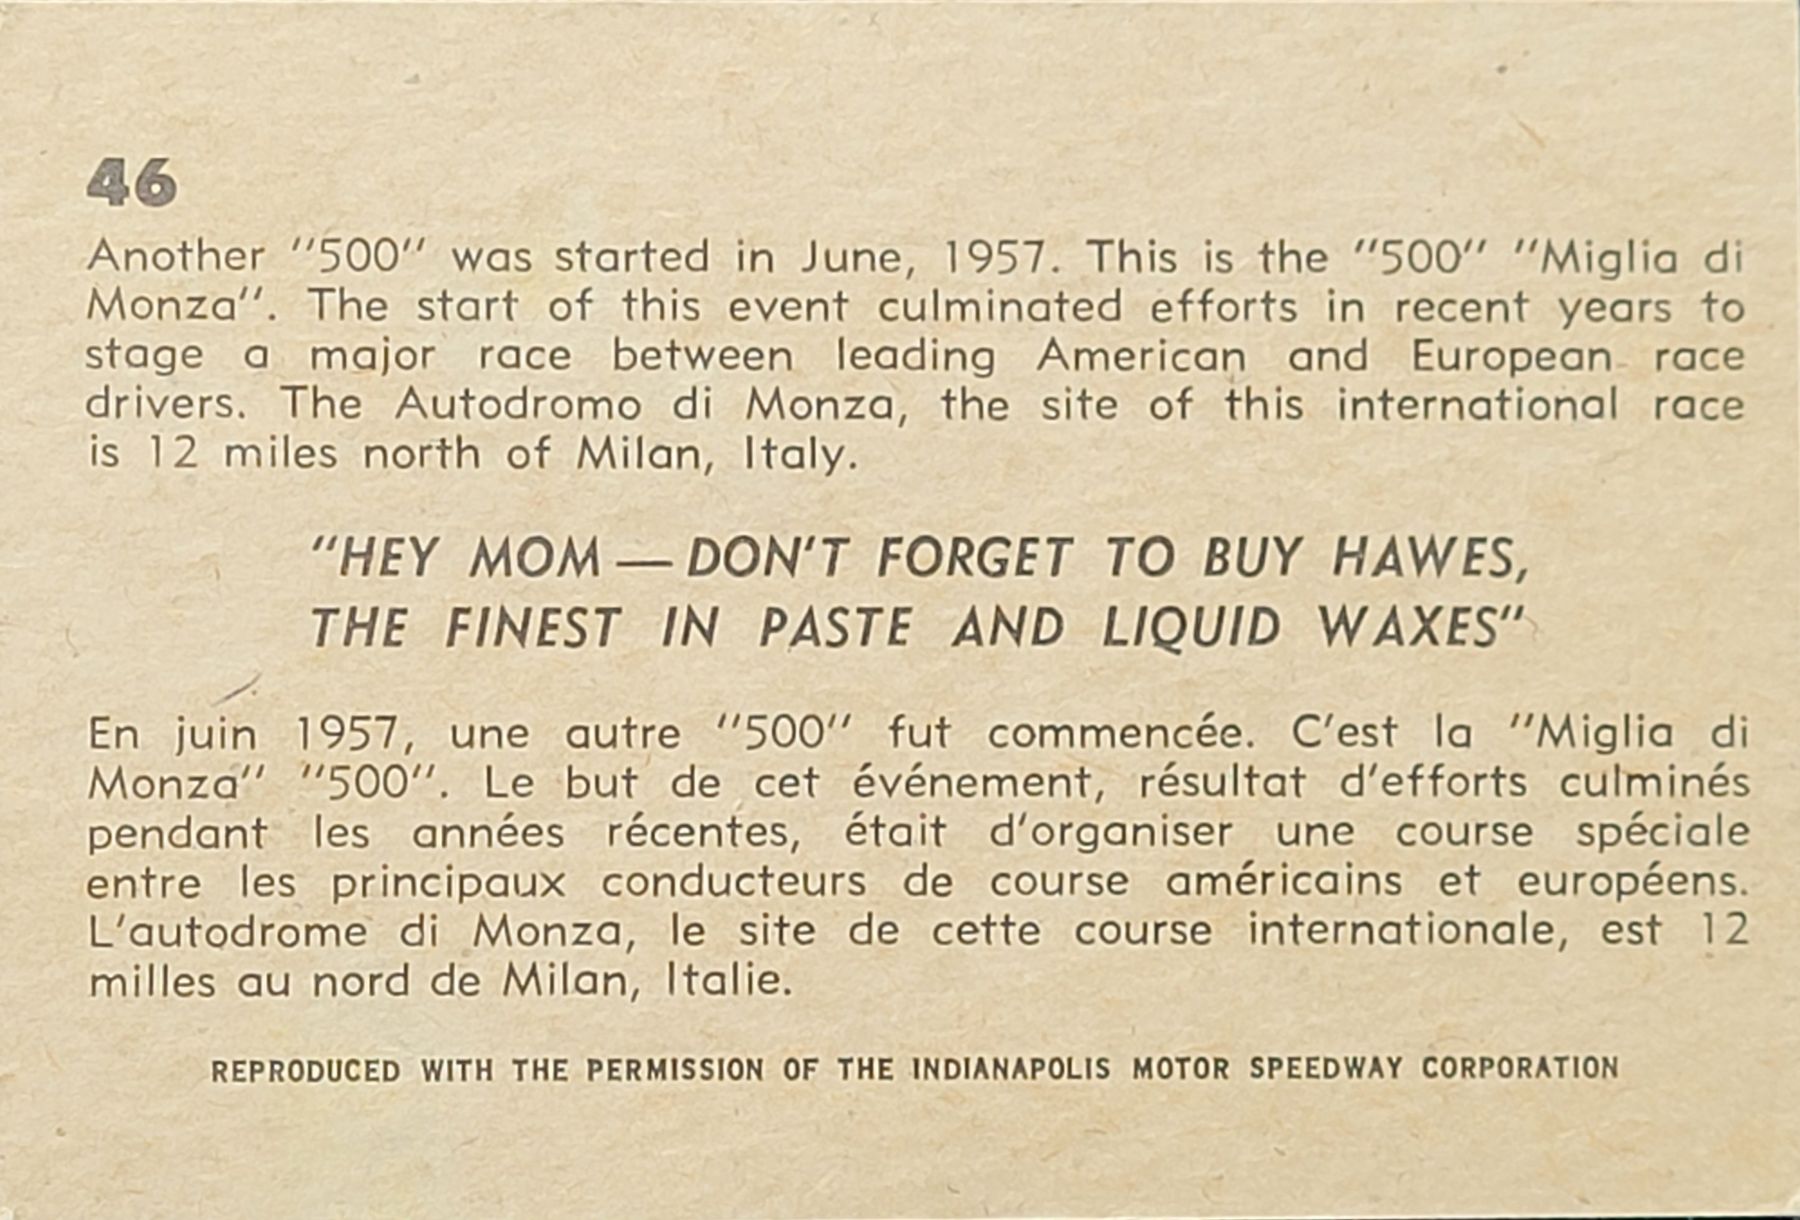 46
Another "500" was started in June, 1957. This is the "500" "Miglia di
Monza". The start of this event culminated efforts in recent years to
stage a major race between leading American and European race
drivers. The Autodromo di Monza, the site of this international race
is 12 miles north of Milan, Italy.
"HEY MOM — DON'T FORGET TO BUY HAWES,
THE FINEST IN PASTE AND LIQUID WAXES"
En juin 1957, une autre "500" fut commencée. C'est la "Miglia di
Monza" "500". Le but de cet événement, résultat d'efforts culminés
pendant les années récentes, était d'organiser une course spéciale
entre les principaux conducteurs de course américains et européens.
L'autodrome di Monza, le site de cette course internationale, est 12
milles au nord de Milan, Italie.
REPRODUCED WITH THE PERMISSION OF THE INDIANAPOLIS MOTOR SPEEDWAY CORPORATION